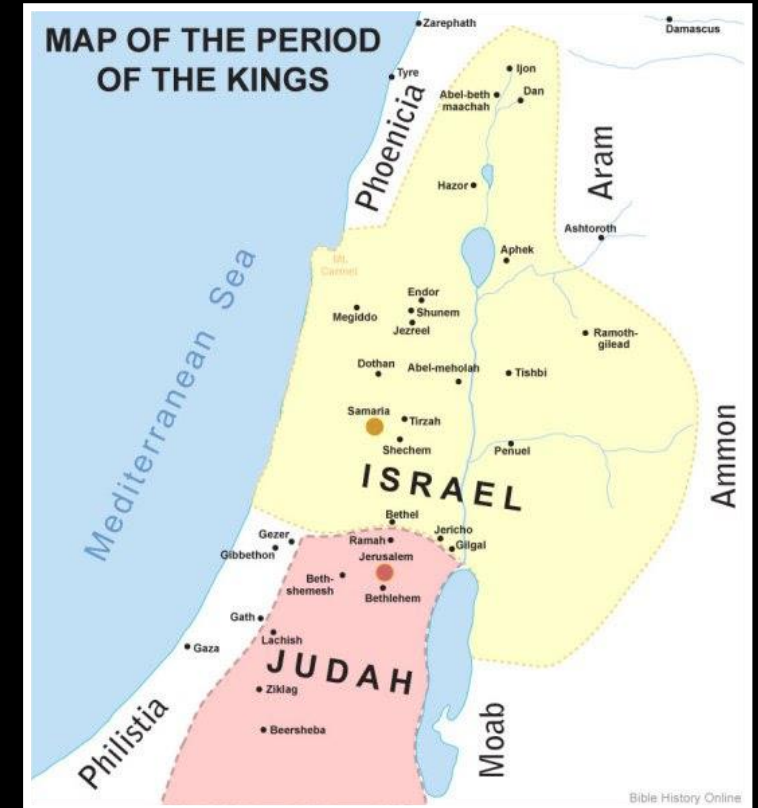 MAP OF THE PERIOD
OF THE KINGS
Zarephath
Damascus
Tyre
Ijon
Abel-beth
maachah
Dan
Phoenicia
Aram
Hazor
Ashtoroth
Aphek
Mt.
Carmel
Mediterranean Sea
Endor
Shunem
Megiddo
Jezreel
Ramoth-
gilead
Dothan
Abel-meholah
Tishbi
Samaria
Tirzah
Shechem
Penuel
Ammon
ISRAEL
Bethel
Gezer
Ramah
Jericho
Gibbethon
Gilgal
Jerusalem
Beth-
shemesh
Bethlehem
Gath
Lachish
Gaza
JUDAH
Ziklag
Philistia
Beersheba
Moab
Bible History Online